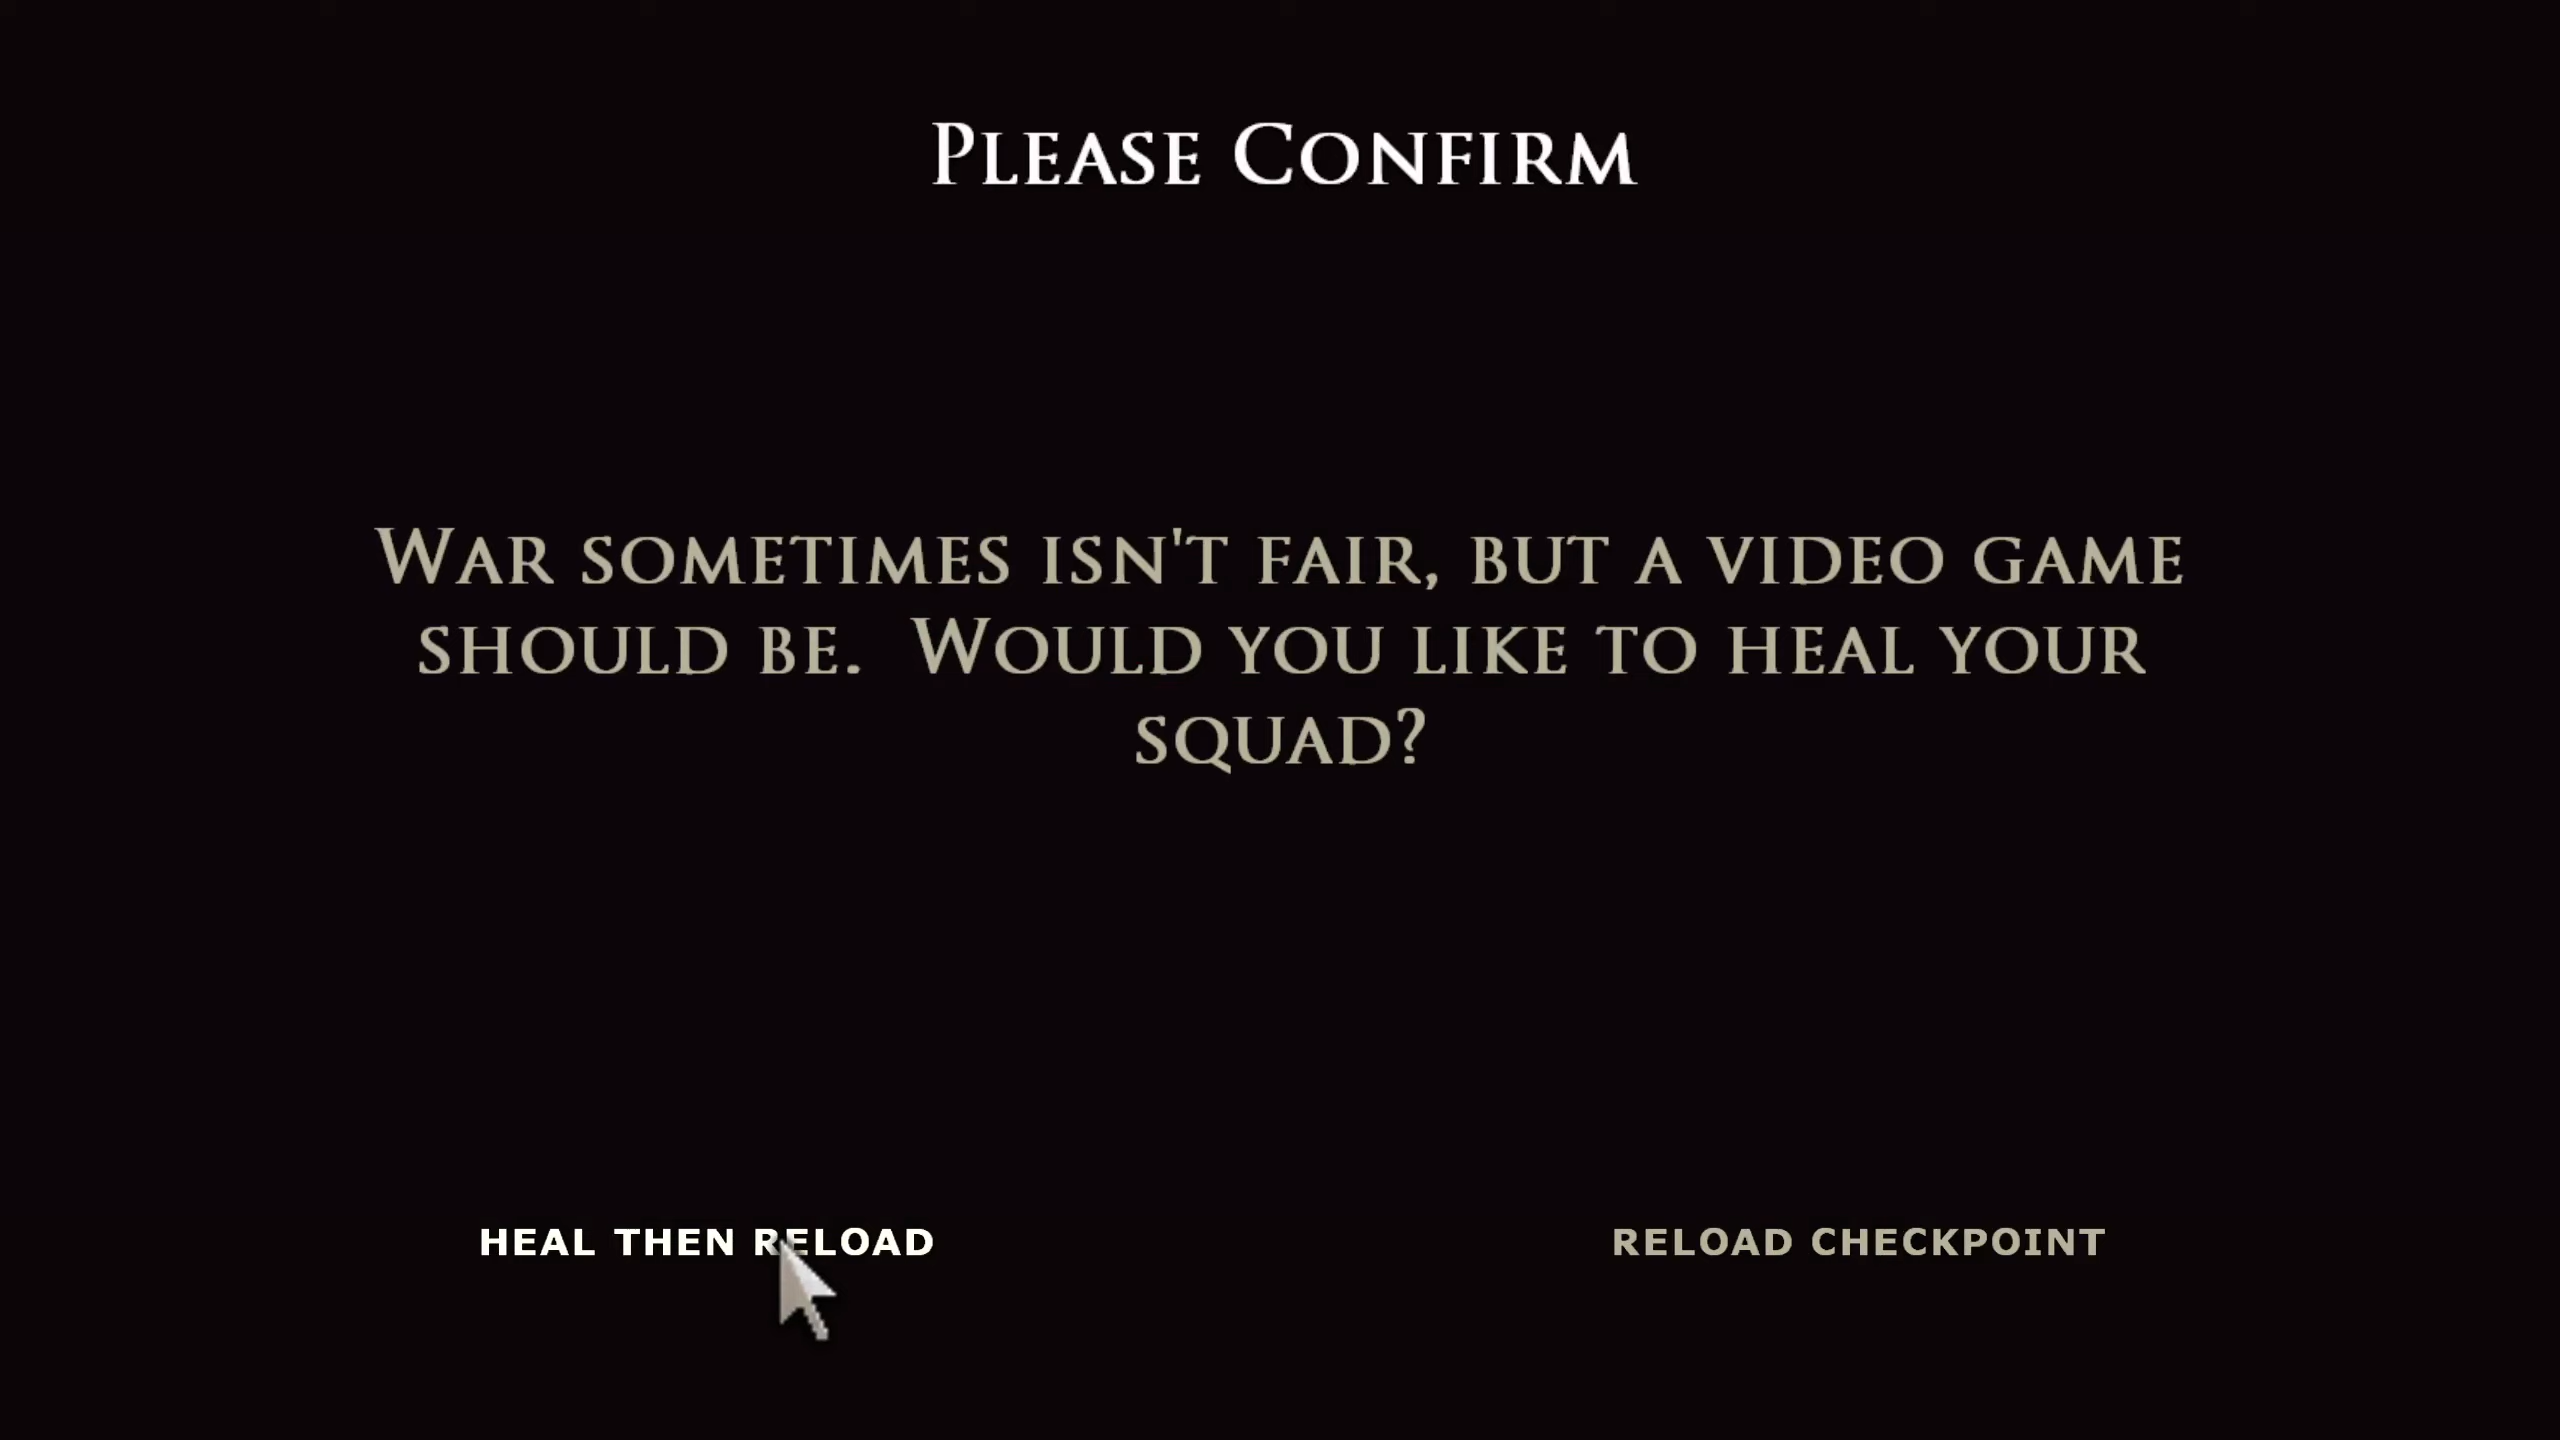 Please Confirm
War sometimes isn't fair, but a video game
should be.  Would you like to heal your
squad?
HEAL THEN RELOAD
RELOAD CHECKPOINT